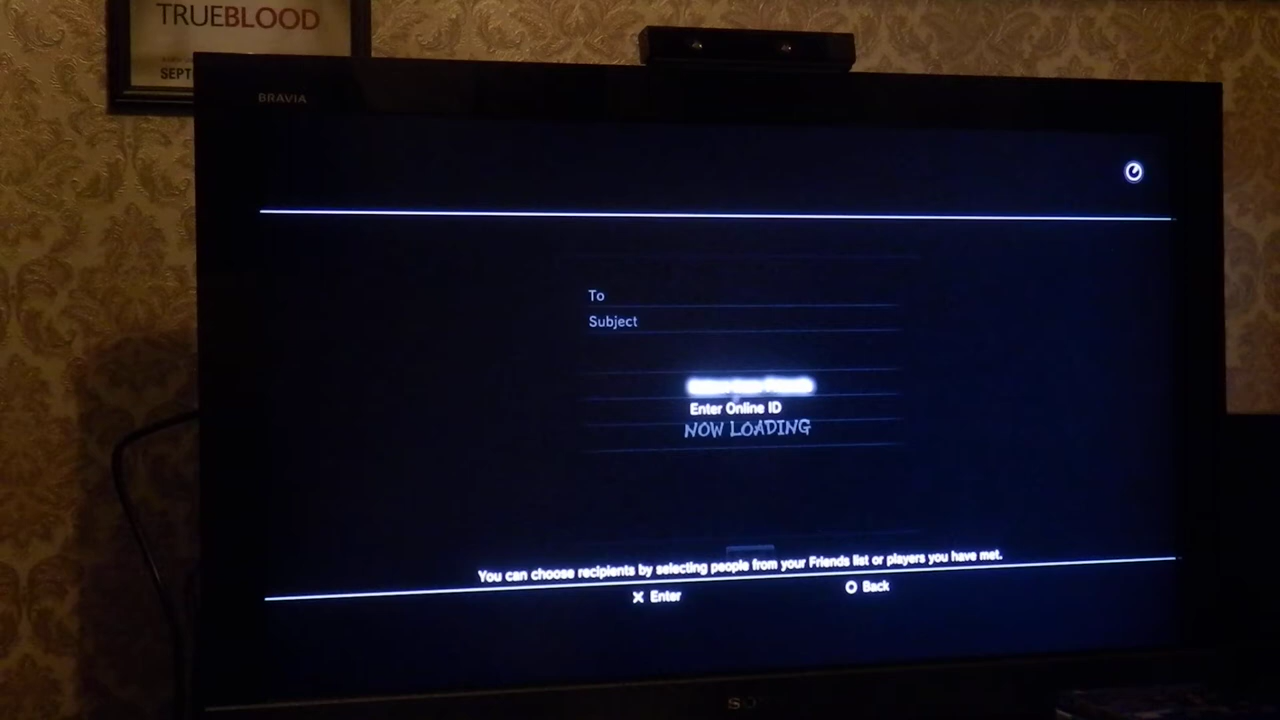 TRUEBLOOD
SEPT
BRAVIA
To
Subject
Enter Online ID
NOW LOADING
You can choose recipients by selecting people from your Friends list or players you have met.
X Enter
O Back
SONY